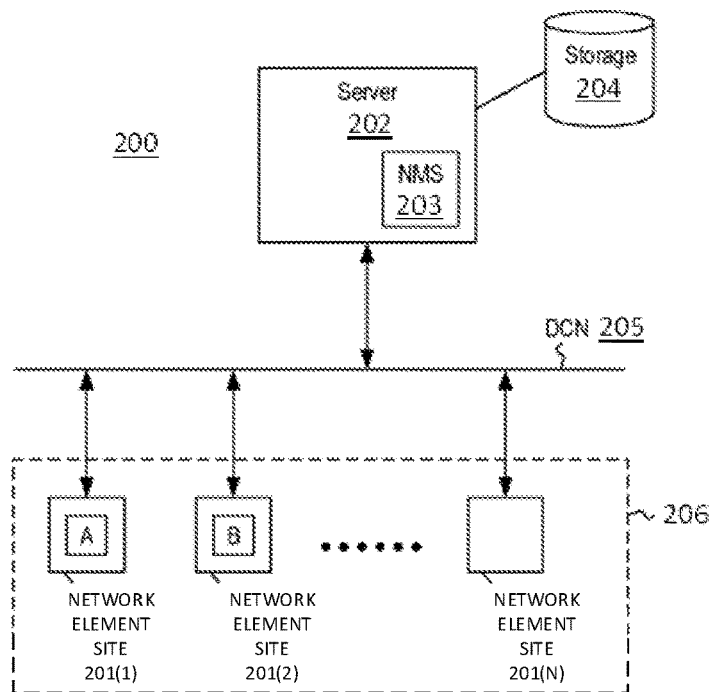 Storage
204
Server
202
200
NMS
203
DCN 205
A
B
206
NETWORK
ELEMENT
SITE
201(1)
NETWORK
ELEMENT
SITE
201(2)
NETWORK
ELEMENT
SITE
201(N)